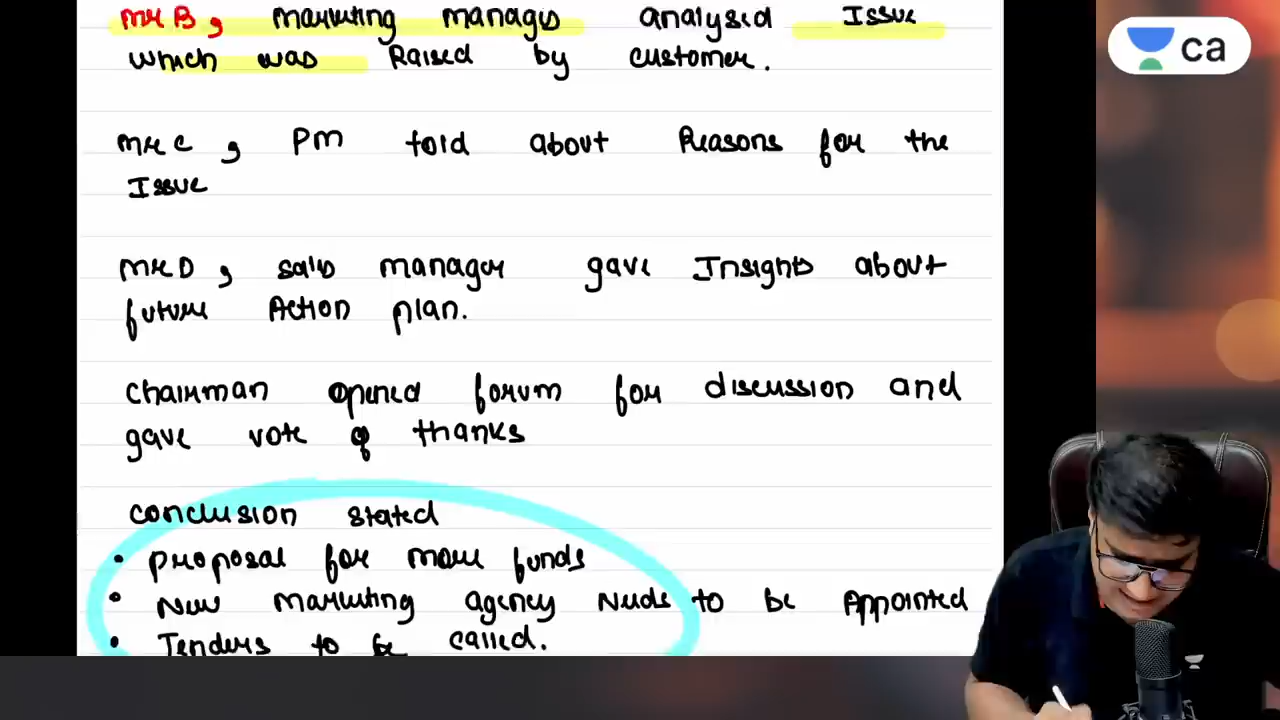 ca
Mr B, marketing manager analysed Issue
which was Raised by customer.
Mr C, PM told about Reasons for the
Issue
Mr D, sales manager gave Insights about
future Action plan.
chairman opened forum for discussion and
gave vote of thanks
conclusion stated
• Proposal for more funds
• New marketing agency needs to be Appointed
• Tenders to be called.